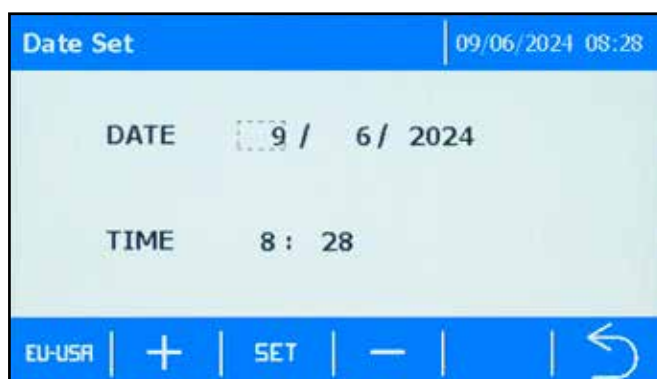 Date Set 09/06/2024 08:28
DATE 9 / 6 / 2024
TIME 8 : 28
EU-USA + SET —